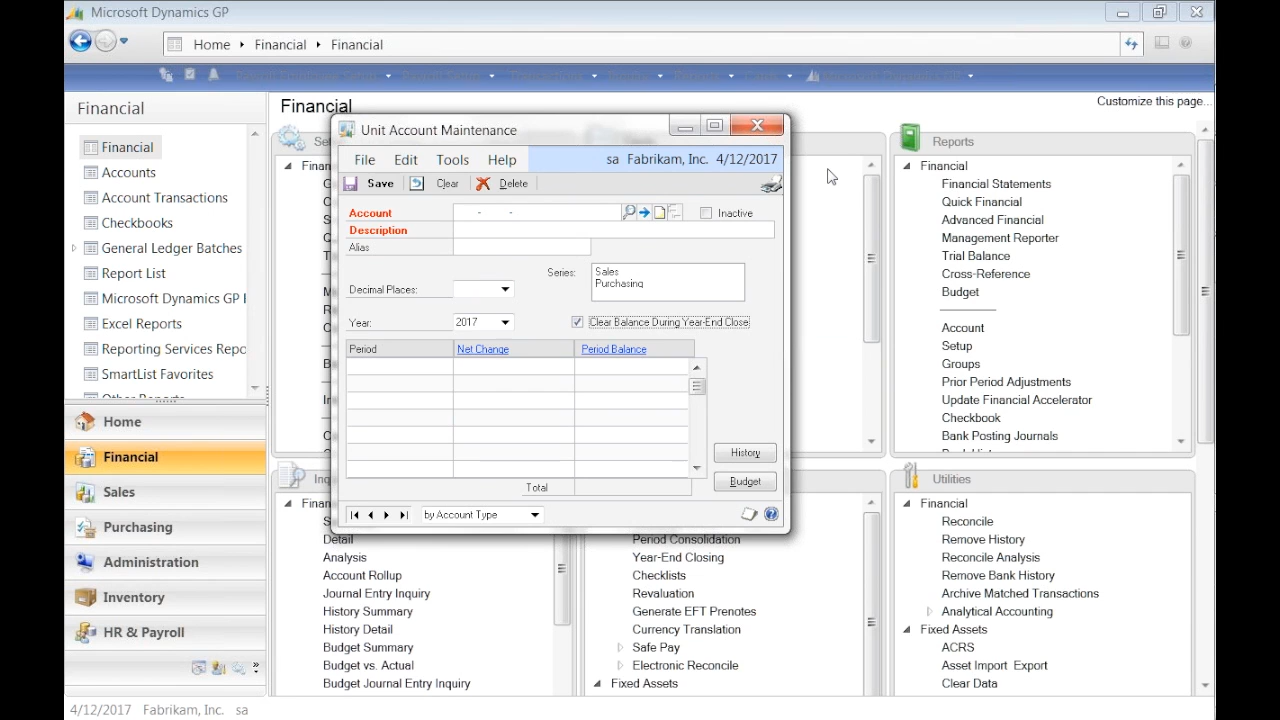 Microsoft Dynamics GP
Home Financial Financial
Financial
Financial
Customize this page...
Financial
Accounts
Account Transactions
Checkbooks
General Ledger Batches
Report List
Microsoft Dynamics GP
Excel Reports
Reporting Services Repo
SmartList Favorites
Home
Financial
Sales
Purchasing
Administration
Inventory
HR & Payroll
Unit Account Maintenance
File Edit Tools Help
sa Fabrikam, Inc. 4/12/2017
Save Clear Delete
Account - - Inactive
Description
Alias
Series: Sales
Purchasing
Decimal Places:
Year: 2017 Clear Balance During Year-End Close
Period Net Change Period Balance
History
Budget
Total
by Account Type
Reports
Financial
Financial Statements
Quick Financial
Advanced Financial
Management Reporter
Trial Balance
Cross-Reference
Budget
Account
Setup
Groups
Prior Period Adjustments
Update Financial Accelerator
Checkbook
Bank Posting Journals
Detail
Analysis
Account Rollup
Journal Entry Inquiry
History Summary
History Detail
Budget Summary
Budget vs. Actual
Budget Journal Entry Inquiry
Period Consolidation
Year-End Closing
Checklists
Revaluation
Generate EFT Prenotes
Currency Translation
Safe Pay
Electronic Reconcile
Fixed Assets
Utilities
Financial
Reconcile
Remove History
Reconcile Analysis
Remove Bank History
Archive Matched Transactions
Analytical Accounting
Fixed Assets
ACRS
Asset Import Export
Clear Data
4/12/2017 Fabrikam, Inc. sa